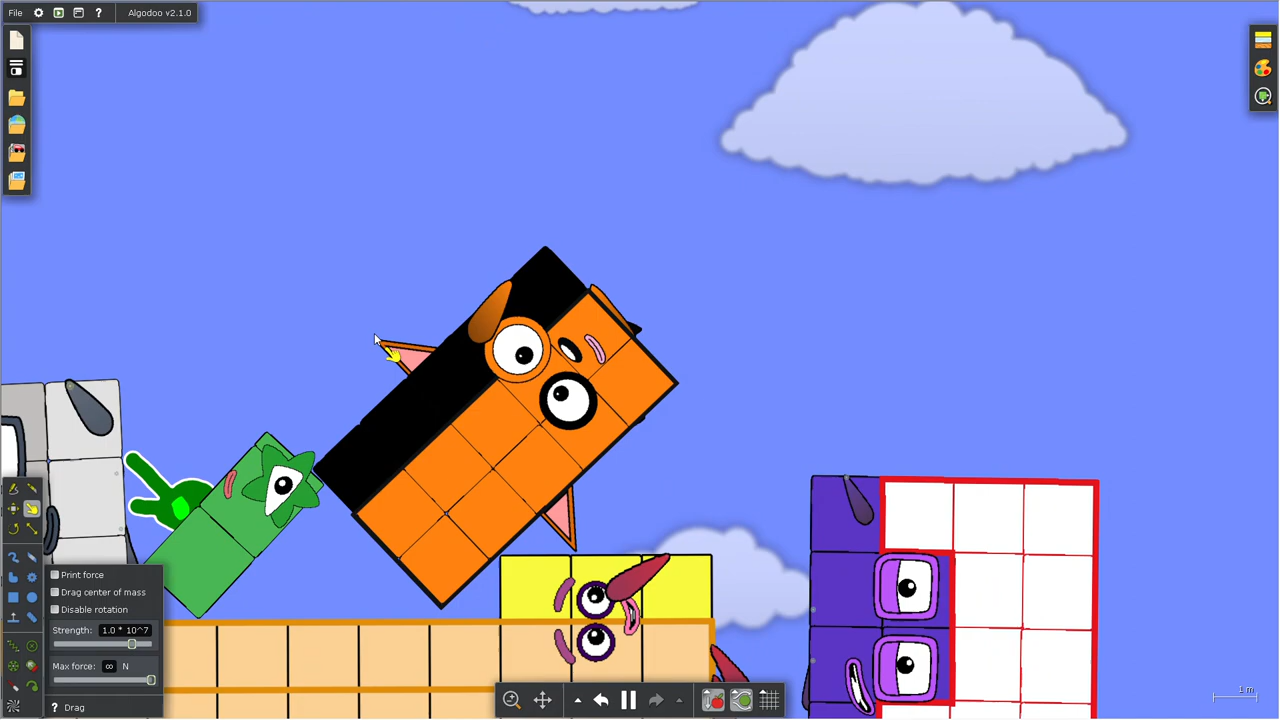 File ? Algodoo v2.1.0
Print force
Drag center of mass
Disable rotation
Strength: 1.0 * 10^7
Max force: ∞ N
? Drag
1 m